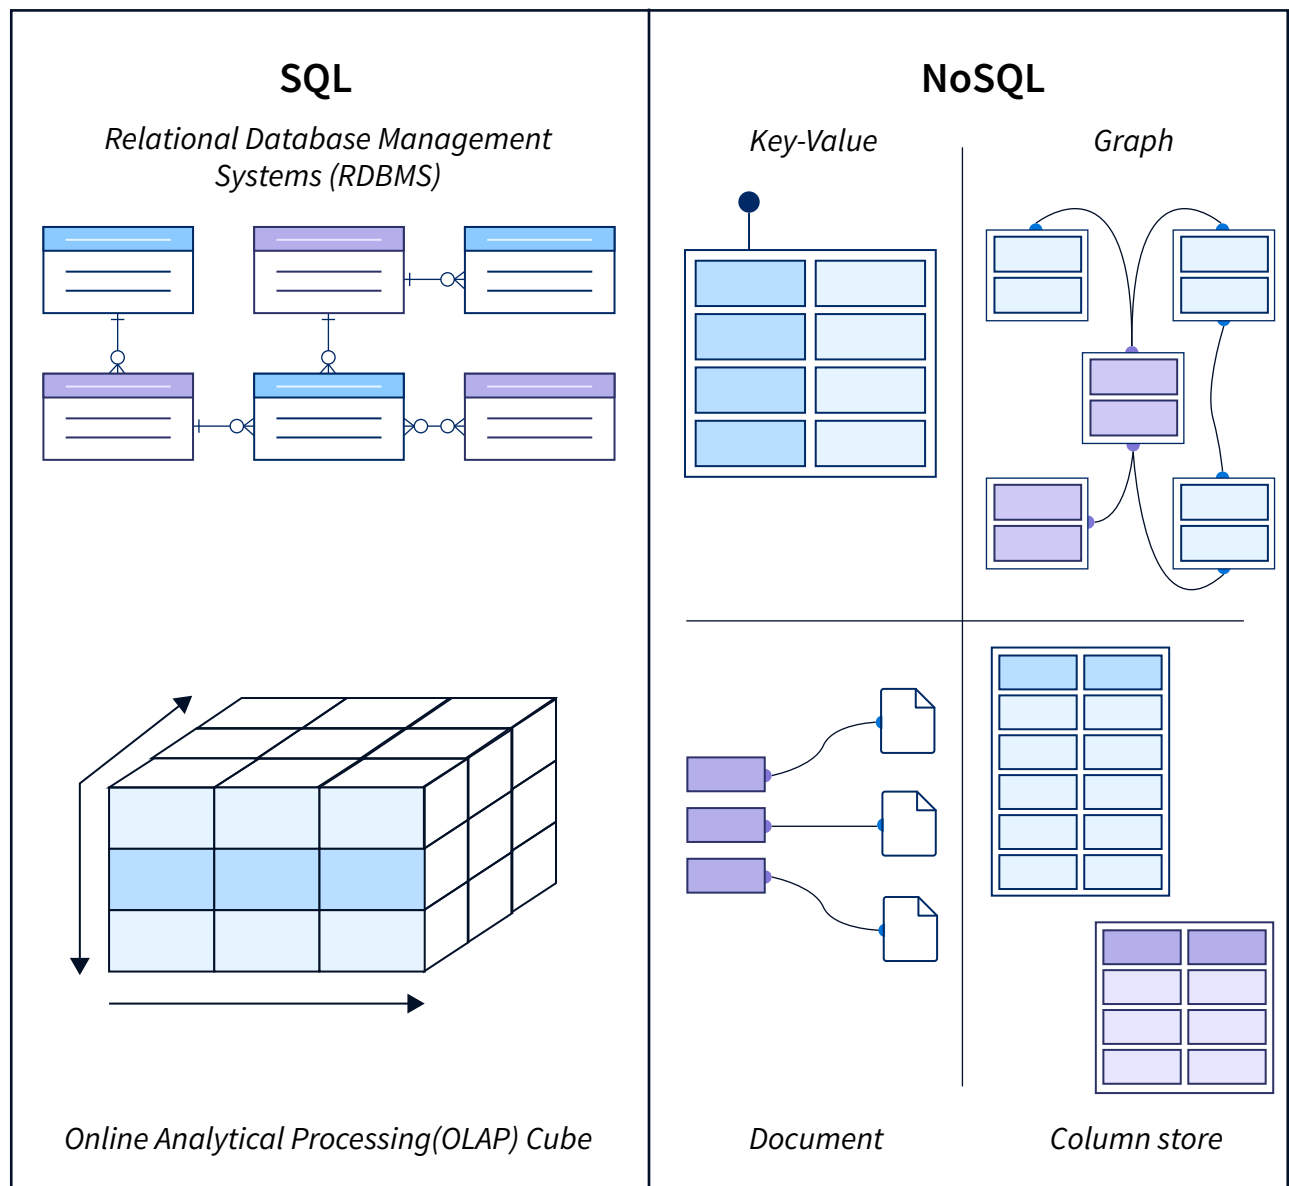 SQL
Relational Database Management
Systems (RDBMS)
Online Analytical Processing(OLAP) Cube
NoSQL
Key-Value
Graph
Document
Column store